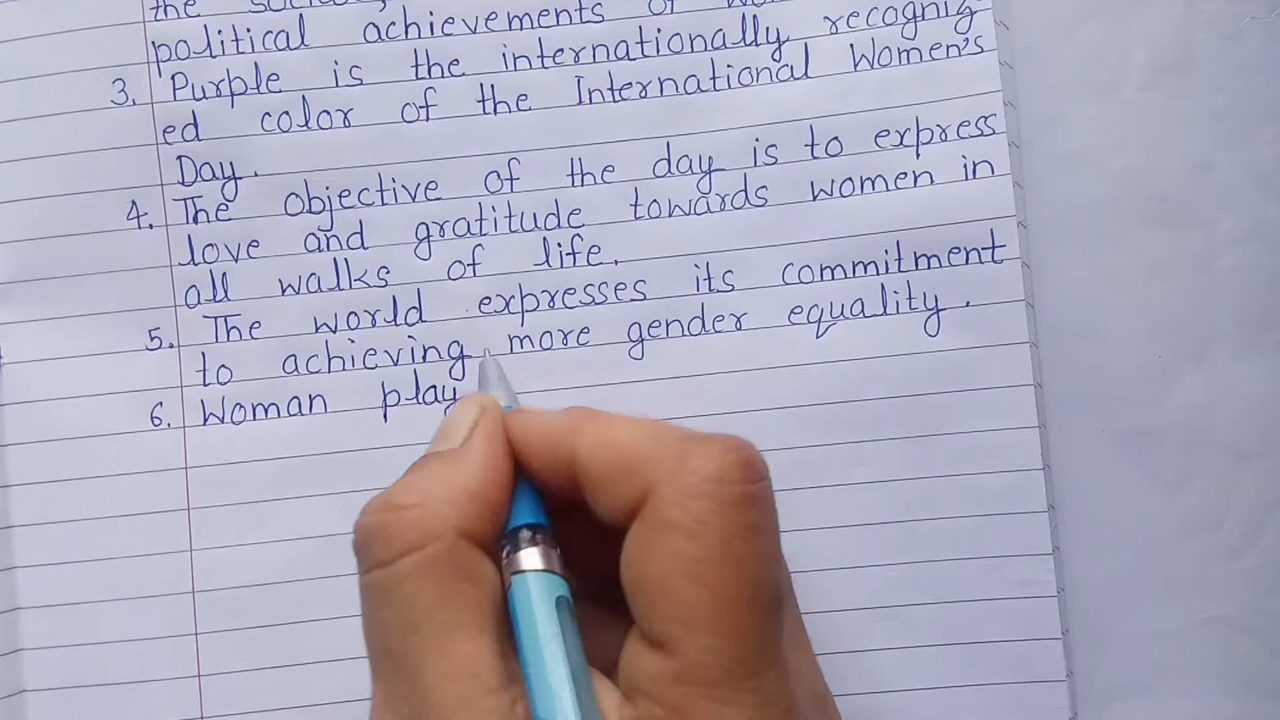 the
political achievements of
3. Purple is the internationally recogniz-
ed color of the International Women's
Day.
4. The objective of the day is to express
love and gratitude towards women in
all walks of life.
5. The world expresses its commitment
to achieving more gender equality.
6. Woman play